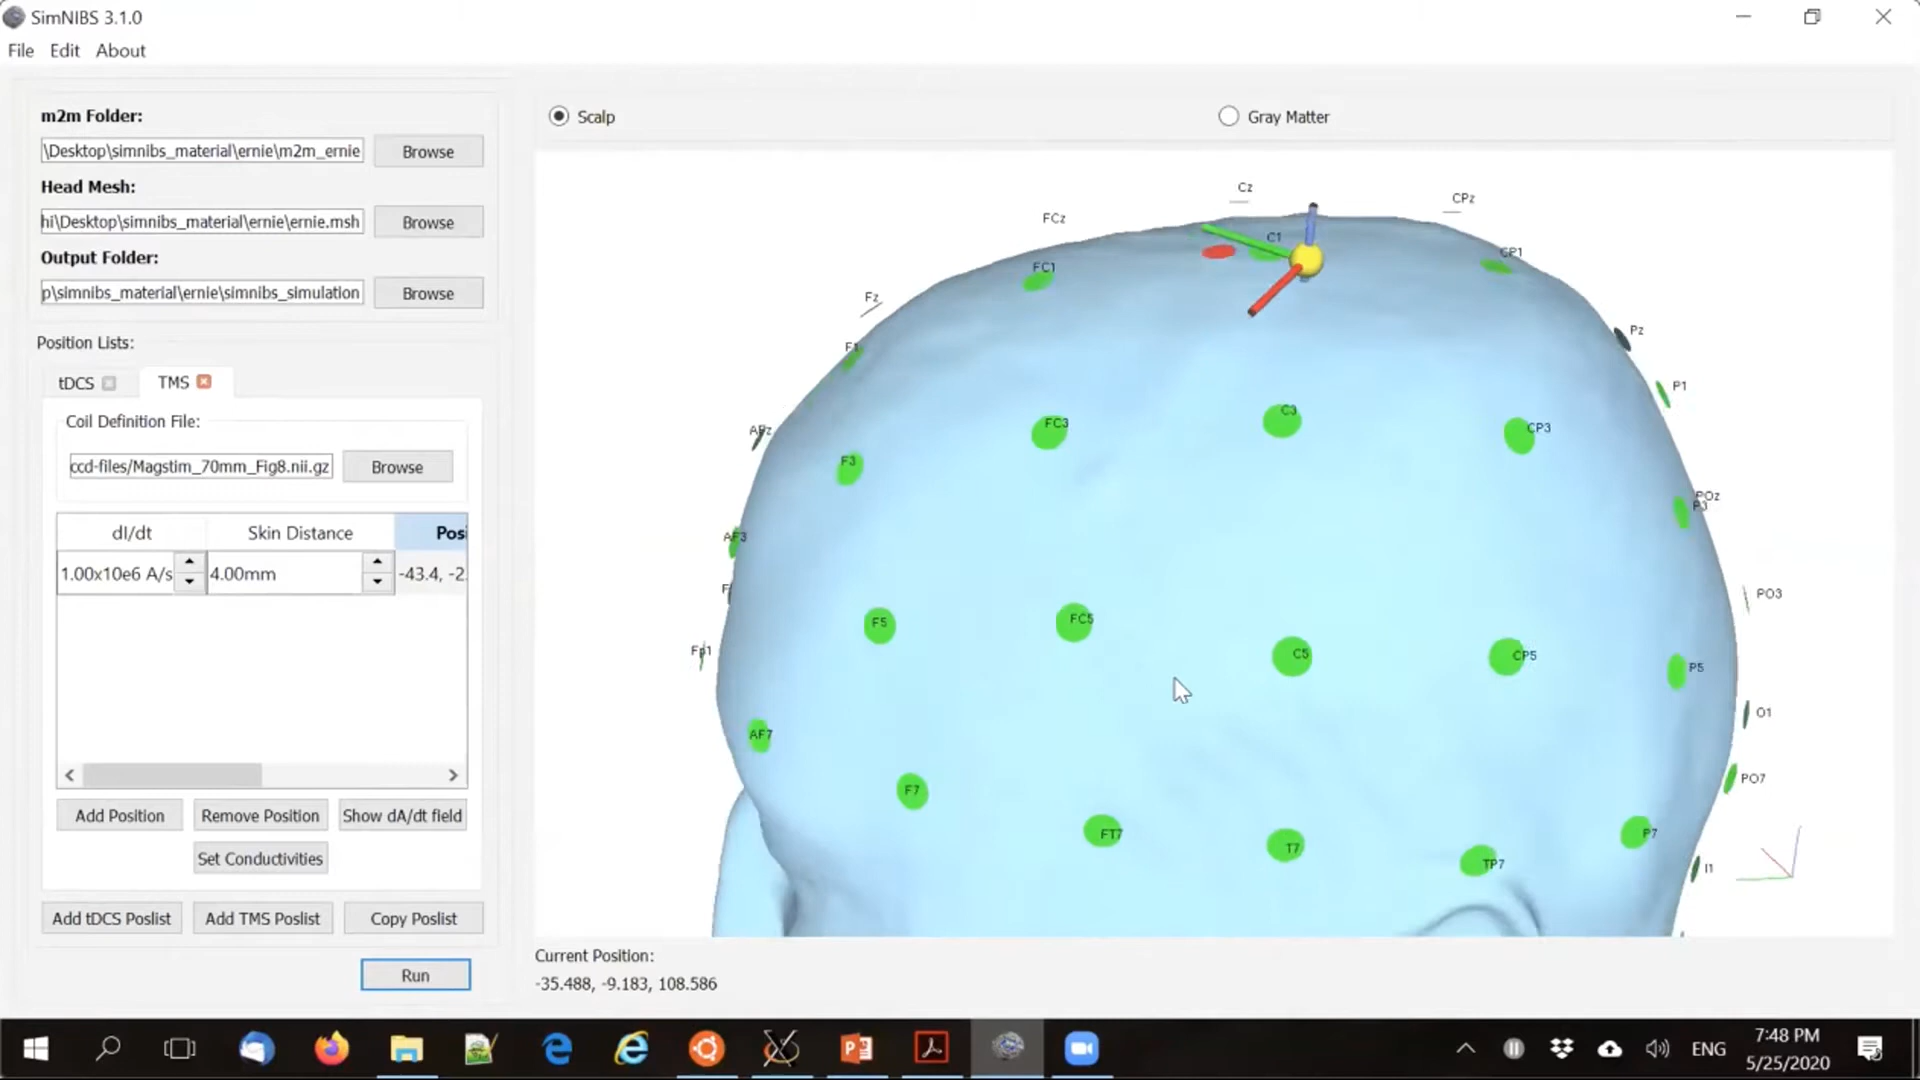 SimNIBS 3.1.0
File Edit About
m2m Folder:
\Desktop\simnibs_material\ernie\m2m_ernie Browse
Head Mesh:
hi\Desktop\simnibs_material\ernie\ernie.msh Browse
Output Folder:
p\simnibs_material\ernie\simnibs_simulation Browse
Position Lists:
tDCS TMS
Coil Definition File:
ccd-files/Magstim_70mm_Fig8.nii.gz Browse
dI/dt Skin Distance Posi
1.00x10e6 A/s 4.00mm -43.4, -2.
Add Position Remove Position Show dA/dt field
Set Conductivities
Add tDCS Poslist Add TMS Poslist Copy Poslist
Run
Scalp Gray Matter
Cz
CPz
FCz
C1
CP1
FC1
Fz
Pz
F1
P1
C3
FC3
CP3
AFz
F3
POz
P3
AF3
PO3
F5
FC5
C5
CP5
P5
Fp1
O1
AF7
PO7
F7
FT7
T7
P7
TP7
I1
Current Position:
-35.488, -9.183, 108.586
ENG
7:48 PM
5/25/2020